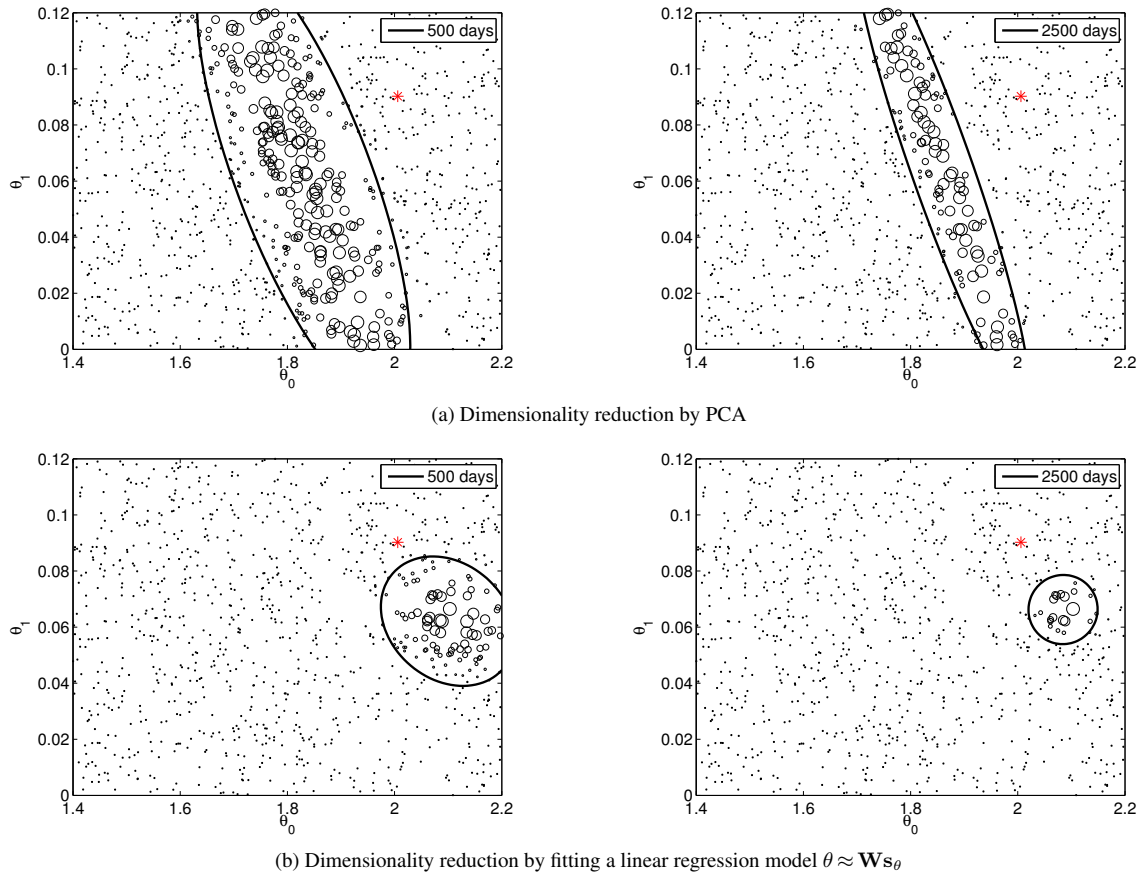 0.12
0.1
0.08
0.06
0.04
0.02
0
θ₁
1.4 1.6 1.8 2 2.2
θ₀
500 days
0.12
0.1
0.08
0.06
0.04
0.02
0
θ₁
1.4 1.6 1.8 2 2.2
θ₀
2500 days
(a) Dimensionality reduction by PCA
0.12
0.1
0.08
0.06
0.04
0.02
0
θ₁
1.4 1.6 1.8 2 2.2
θ₀
500 days
0.12
0.1
0.08
0.06
0.04
0.02
0
θ₁
1.4 1.6 1.8 2 2.2
θ₀
2500 days
(b) Dimensionality reduction by fitting a linear regression model θ ≈ Ws_θ